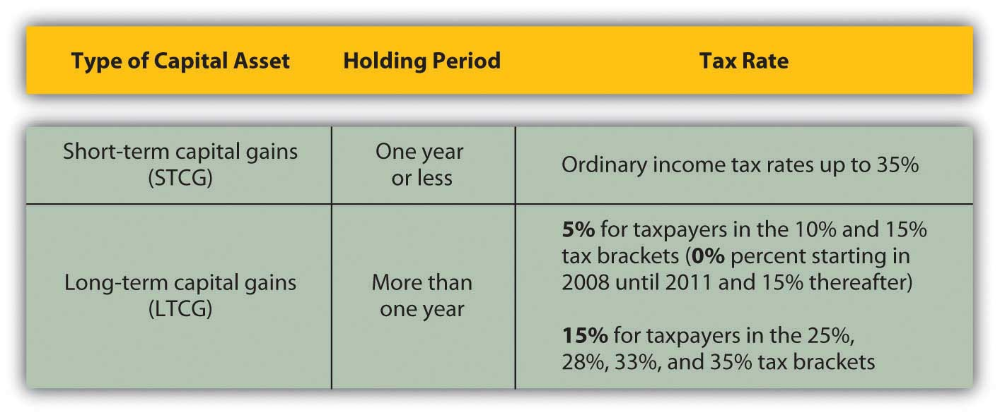 Type of Capital Asset
Holding Period
Tax Rate
Short-term capital gains
(STCG)
One year
or less
Ordinary income tax rates up to 35%
Long-term capital gains
(LTCG)
More than
one year
5% for taxpayers in the 10% and 15%
tax brackets (0% percent starting in
2008 until 2011 and 15% thereafter)
15% for taxpayers in the 25%,
28%, 33%, and 35% tax brackets